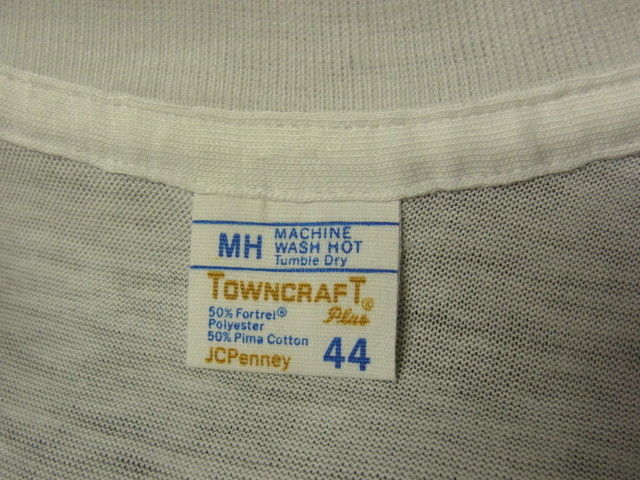 MH
MACHINE
WASH HOT
Tumble Dry
TOWNCRAFT®
Plus
50% Fortrel®
Polyester
50% Pima Cotton
JCPenney
44